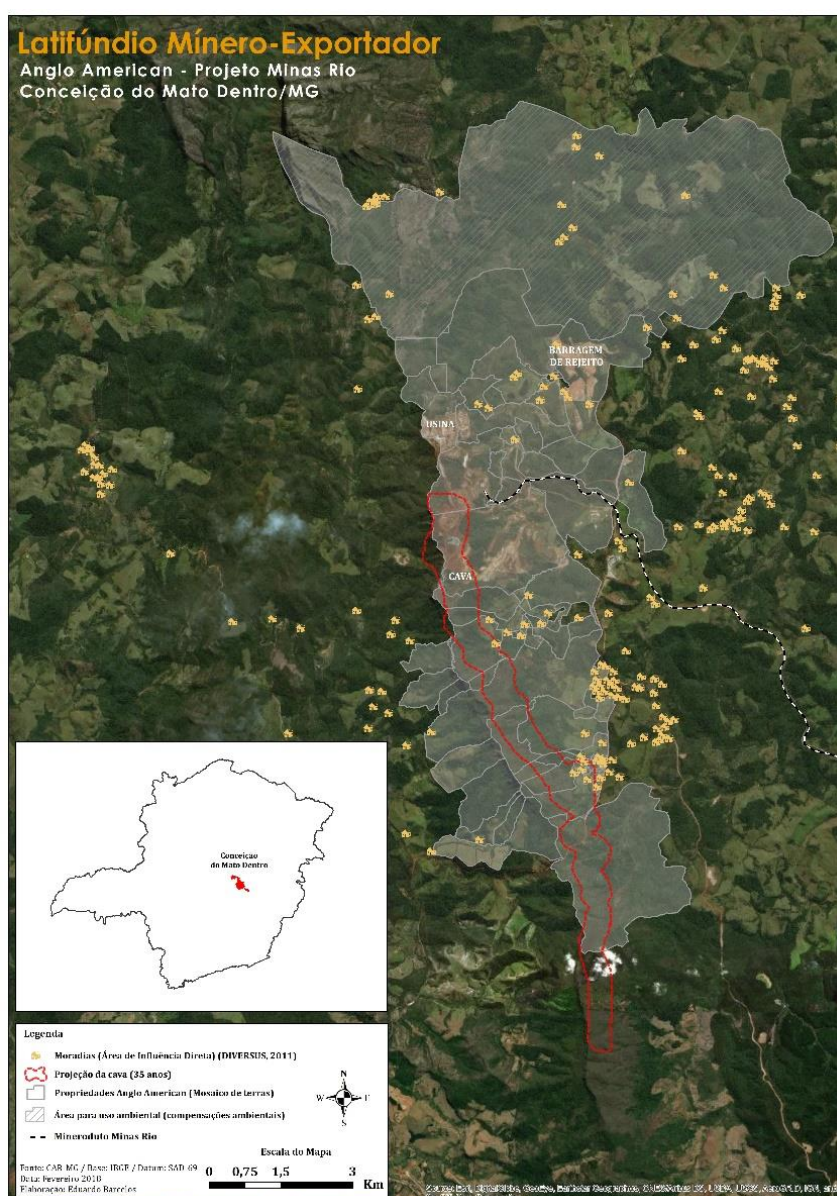 Latifúndio Mínero-Exportador
Anglo American - Projeto Minas Rio
Conceição do Mato Dentro/MG
BARRAGEM
DE REJEITO
USINA
CAVA
Conceição
do Mato Dentro
Legenda
Moradias (Área de Influência Direta) (DIVERSUS, 2011)
Projeção da cava (35 anos)
Propriedades Anglo American (Mosaico de terras)
Área para uso ambiental (compensações ambientais)
Mineroduto Minas Rio
N
W
E
S
Escala do Mapa
0 0,75 1,5 3
Km
Fonte: CAR-MG / Base: IBGE / Datum: SAD 69
Data: Fevereiro 2018
Elaboração: Eduardo Barcelos